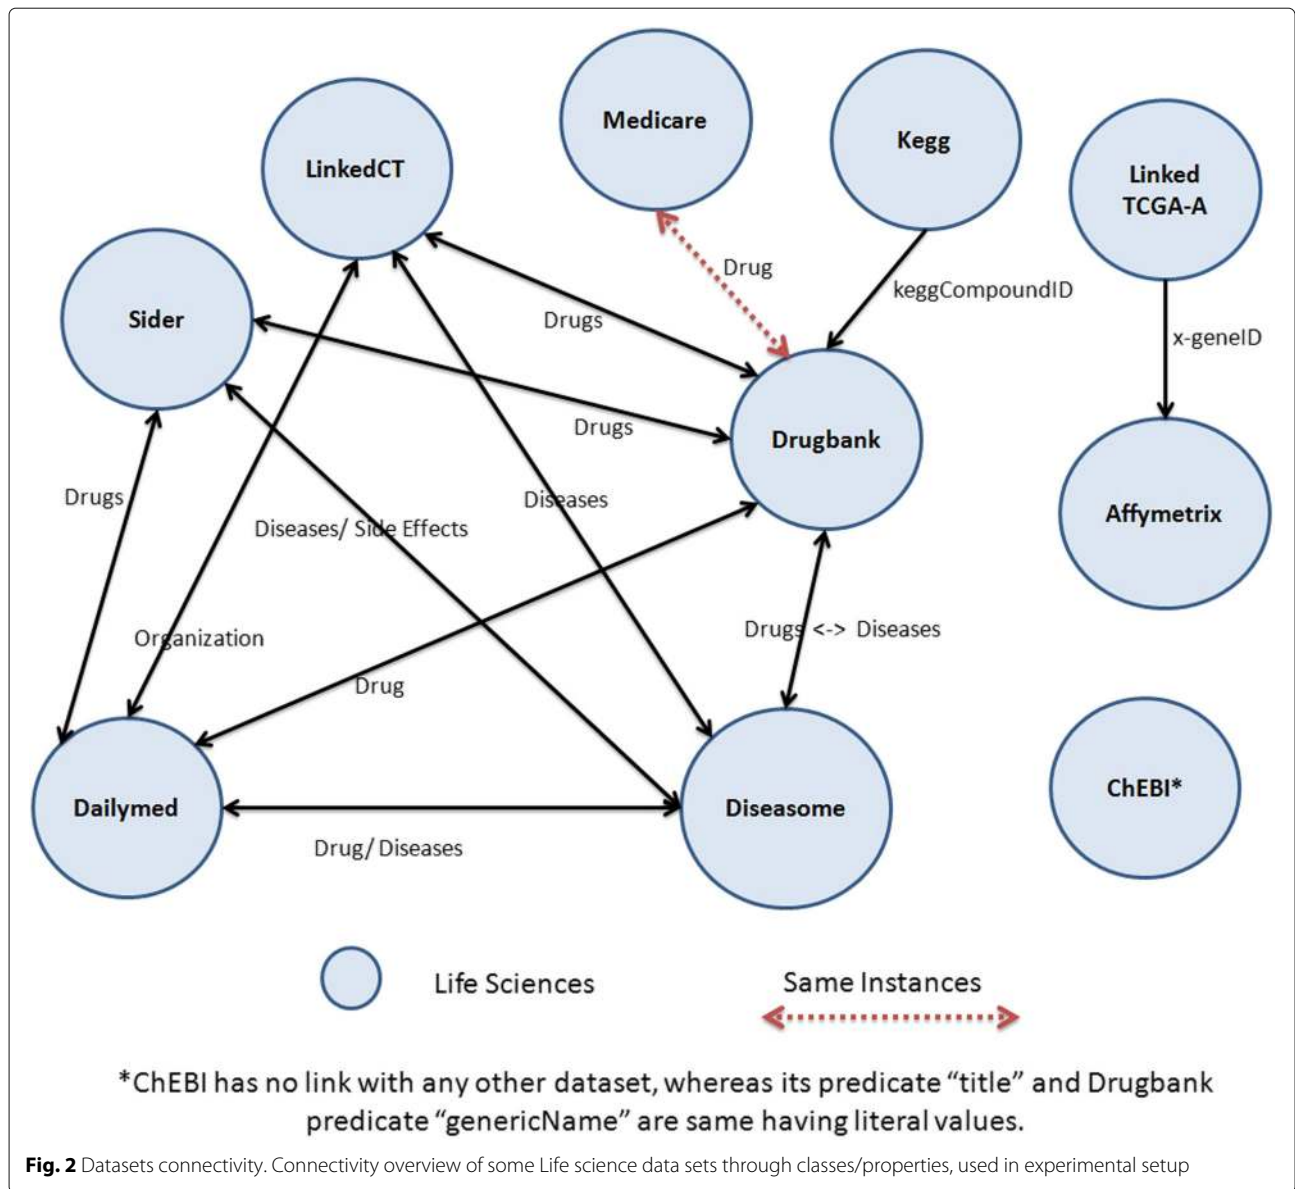 Medicare
Kegg
LinkedCT
Linked
TCGA-A
Drug
keggCompoundID
Sider
Drugs
x-geneID
Drugs
Drugbank
Drugs
Diseases
Affymetrix
Diseases/ Side Effects
Organization
Drugs <-> Diseases
Drug
ChEBI*
Dailymed
Diseasome
Drug/ Diseases
Life Sciences
Same Instances
*ChEBI has no link with any other dataset, whereas its predicate “title” and Drugbank
predicate “genericName” are same having literal values.
Fig. 2 Datasets connectivity. Connectivity overview of some Life science data sets through classes/properties, used in experimental setup